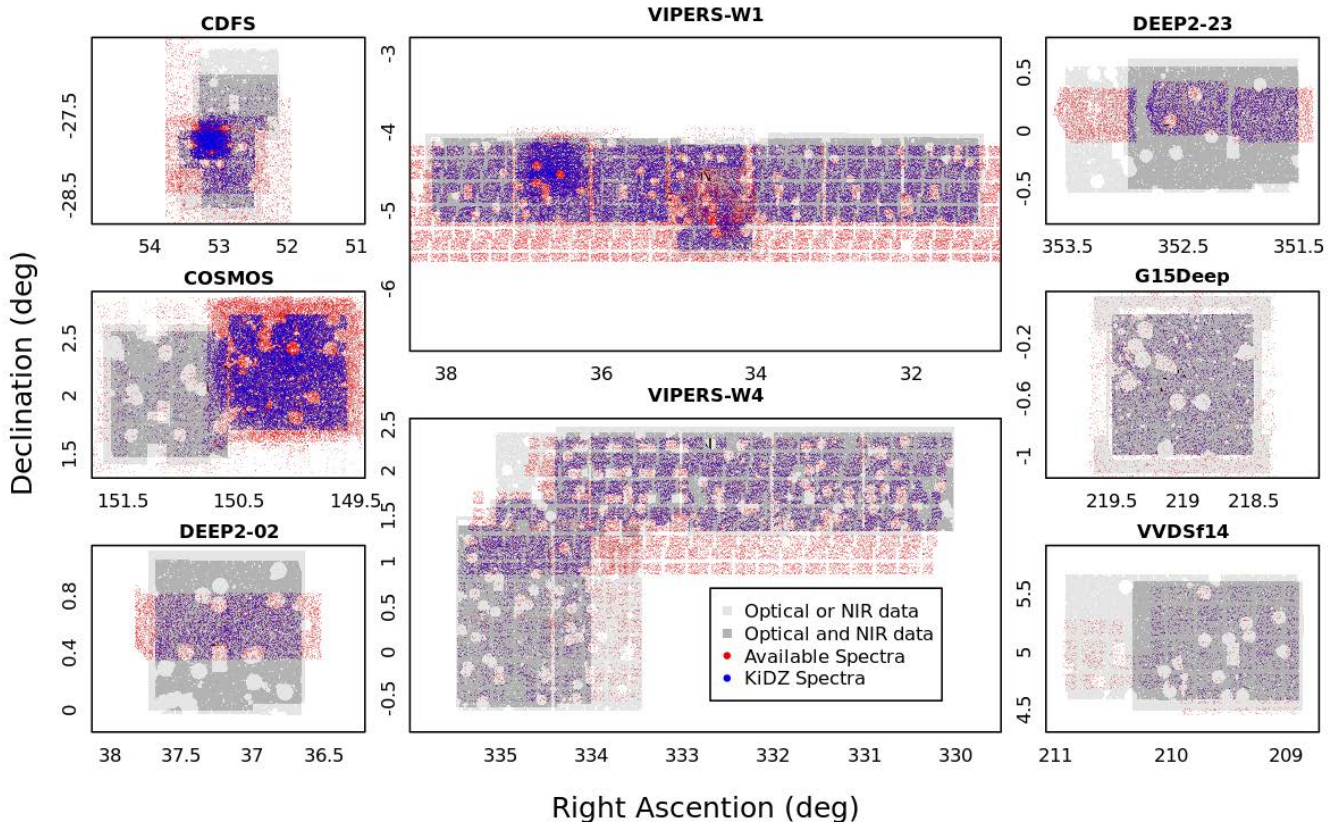 CDFS
-27.5
-28.5
54 53 52 51
VIPERS-W1
-3
-4
-5
-6
38 36 34 32
DEEP2-23
0.5
0
-0.5
353.5 352.5 351.5
COSMOS
2.5
2
1.5
151.5 150.5 149.5
G15Deep
-0.2
-0.6
-1
219.5 219 218.5
VIPERS-W4
2.5
2
1.5
1
0.5
0
-0.5
335 334 333 332 331 330
Optical or NIR data
Optical and NIR data
Available Spectra
KiDZ Spectra
DEEP2-02
0.8
0.4
0
38 37.5 37 36.5
VVDSf14
5.5
5
4.5
211 210 209
Declination (deg)
Right Ascention (deg)